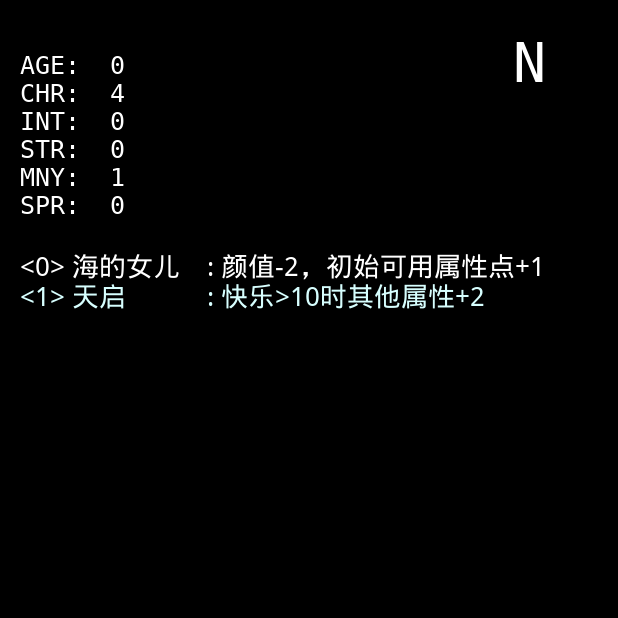 N
AGE: 0
CHR: 4
INT: 0
STR: 0
MNY: 1
SPR: 0
<0> 海的女儿 : 颜值-2，初始可用属性点+1
<1> 天启 : 快乐>10时其他属性+2